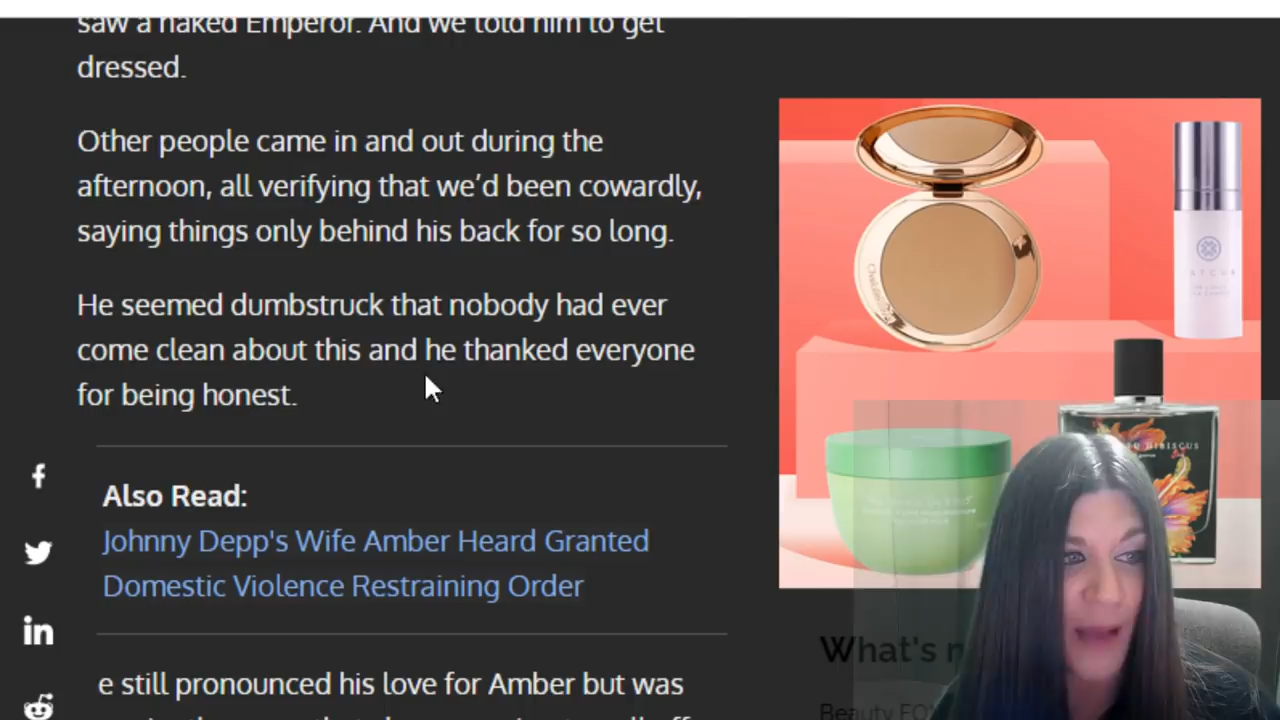 saw a naked Emperor. And we told him to get
dressed.
Other people came in and out during the
afternoon, all verifying that we’d been cowardly,
saying things only behind his back for so long.
He seemed dumbstruck that nobody had ever
come clean about this and he thanked everyone
for being honest.
Also Read:
Johnny Depp's Wife Amber Heard Granted
Domestic Violence Restraining Order
e still pronounced his love for Amber but was
HIBISCUS
What's
Beauty